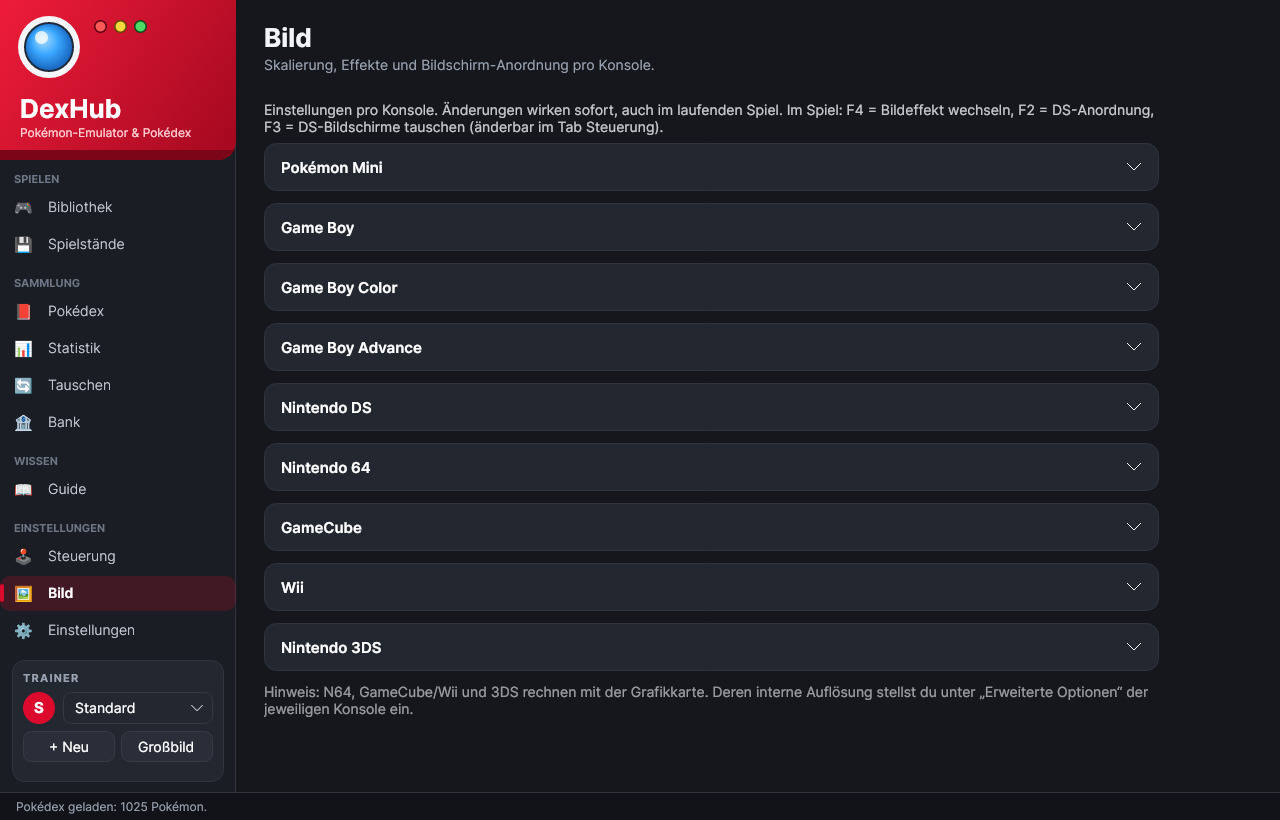 DexHub
Pokémon-Emulator & Pokédex
SPIELEN
Bibliothek
Spielstände
SAMMLUNG
Pokédex
Statistik
Tauschen
Bank
WISSEN
Guide
EINSTELLUNGEN
Steuerung
Bild
Einstellungen
TRAINER
S Standard
+ Neu Großbild
Bild
Skalierung, Effekte und Bildschirm-Anordnung pro Konsole.
Einstellungen pro Konsole. Änderungen wirken sofort, auch im laufenden Spiel. Im Spiel: F4 = Bildeffekt wechseln, F2 = DS-Anordnung,
F3 = DS-Bildschirme tauschen (änderbar im Tab Steuerung).
Pokémon Mini
Game Boy
Game Boy Color
Game Boy Advance
Nintendo DS
Nintendo 64
GameCube
Wii
Nintendo 3DS
Hinweis: N64, GameCube/Wii und 3DS rechnen mit der Grafikkarte. Deren interne Auflösung stellst du unter „Erweiterte Optionen“ der
jeweiligen Konsole ein.
Pokédex geladen: 1025 Pokémon.